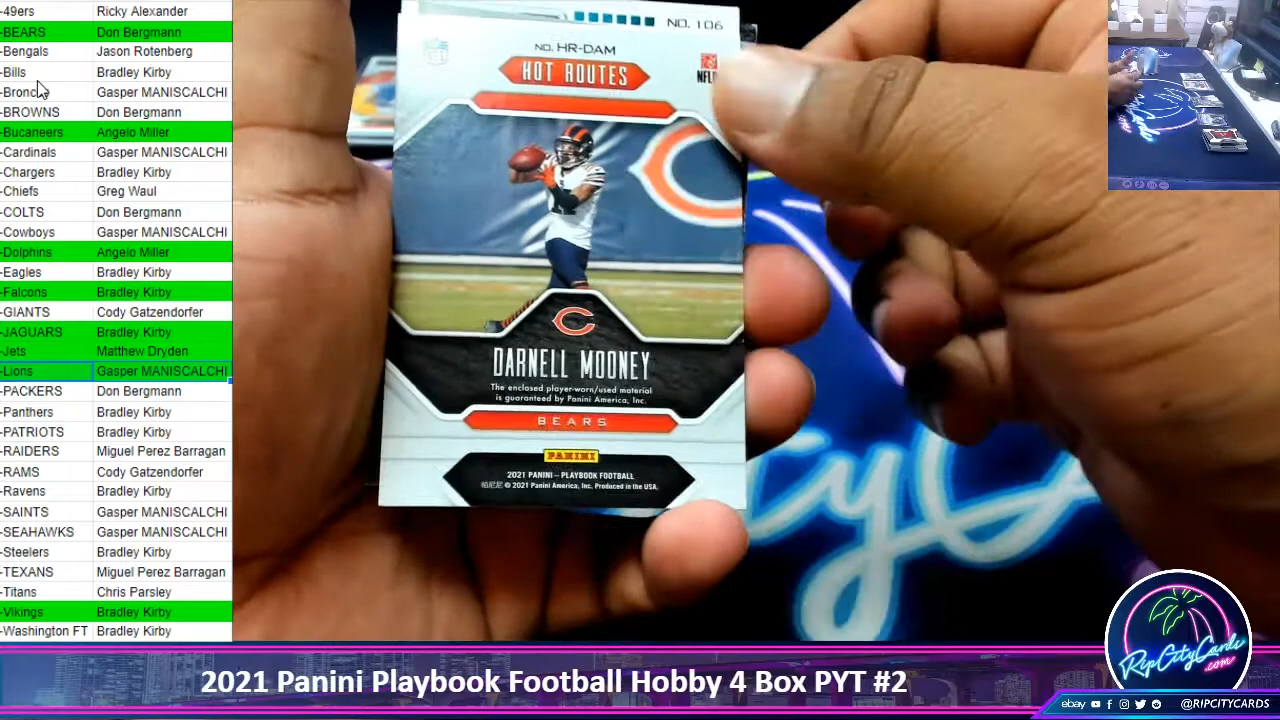 -49ers Ricky Alexander
-BEARS Don Bergmann
-Bengals Jason Rotenberg
-Bills Bradley Kirby
-Broncos Gasper MANISCALCHI
-BROWNS Don Bergmann
-Bucaneers Angelo Miller
-Cardinals Gasper MANISCALCHI
-Chargers Bradley Kirby
-Chiefs Greg Waul
-COLTS Don Bergmann
-Cowboys Gasper MANISCALCHI
-Dolphins Angelo Miller
-Eagles Bradley Kirby
-Falcons Bradley Kirby
-GIANTS Cody Gatzendorfer
-JAGUARS Bradley Kirby
-Jets Matthew Dryden
-Lions Gasper MANISCALCHI
-PACKERS Don Bergmann
-Panthers Bradley Kirby
-PATRIOTS Bradley Kirby
-RAIDERS Miguel Perez Barragan
-RAMS Cody Gatzendorfer
-Ravens Bradley Kirby
-SAINTS Gasper MANISCALCHI
-SEAHAWKS Gasper MANISCALCHI
-Steelers Bradley Kirby
-TEXANS Miguel Perez Barragan
-Titans Chris Parsley
-Vikings Bradley Kirby
-Washington FT Bradley Kirby
NO. 106
NO. HR-DAM
HOT ROUTES
NFL
DARNELL MOONEY
The enclosed player-worn/used material
is guaranteed by Panini America, Inc.
BEARS
PANINI
2021 PANINI – PLAYBOOK FOOTBALL
帕尼尼 © 2021 Panini America, Inc. Produced in the USA.
RipCityCards
.com
2021 Panini Playbook Football Hobby 4 Box PYT #2
ebay @RIPCITYCARDS